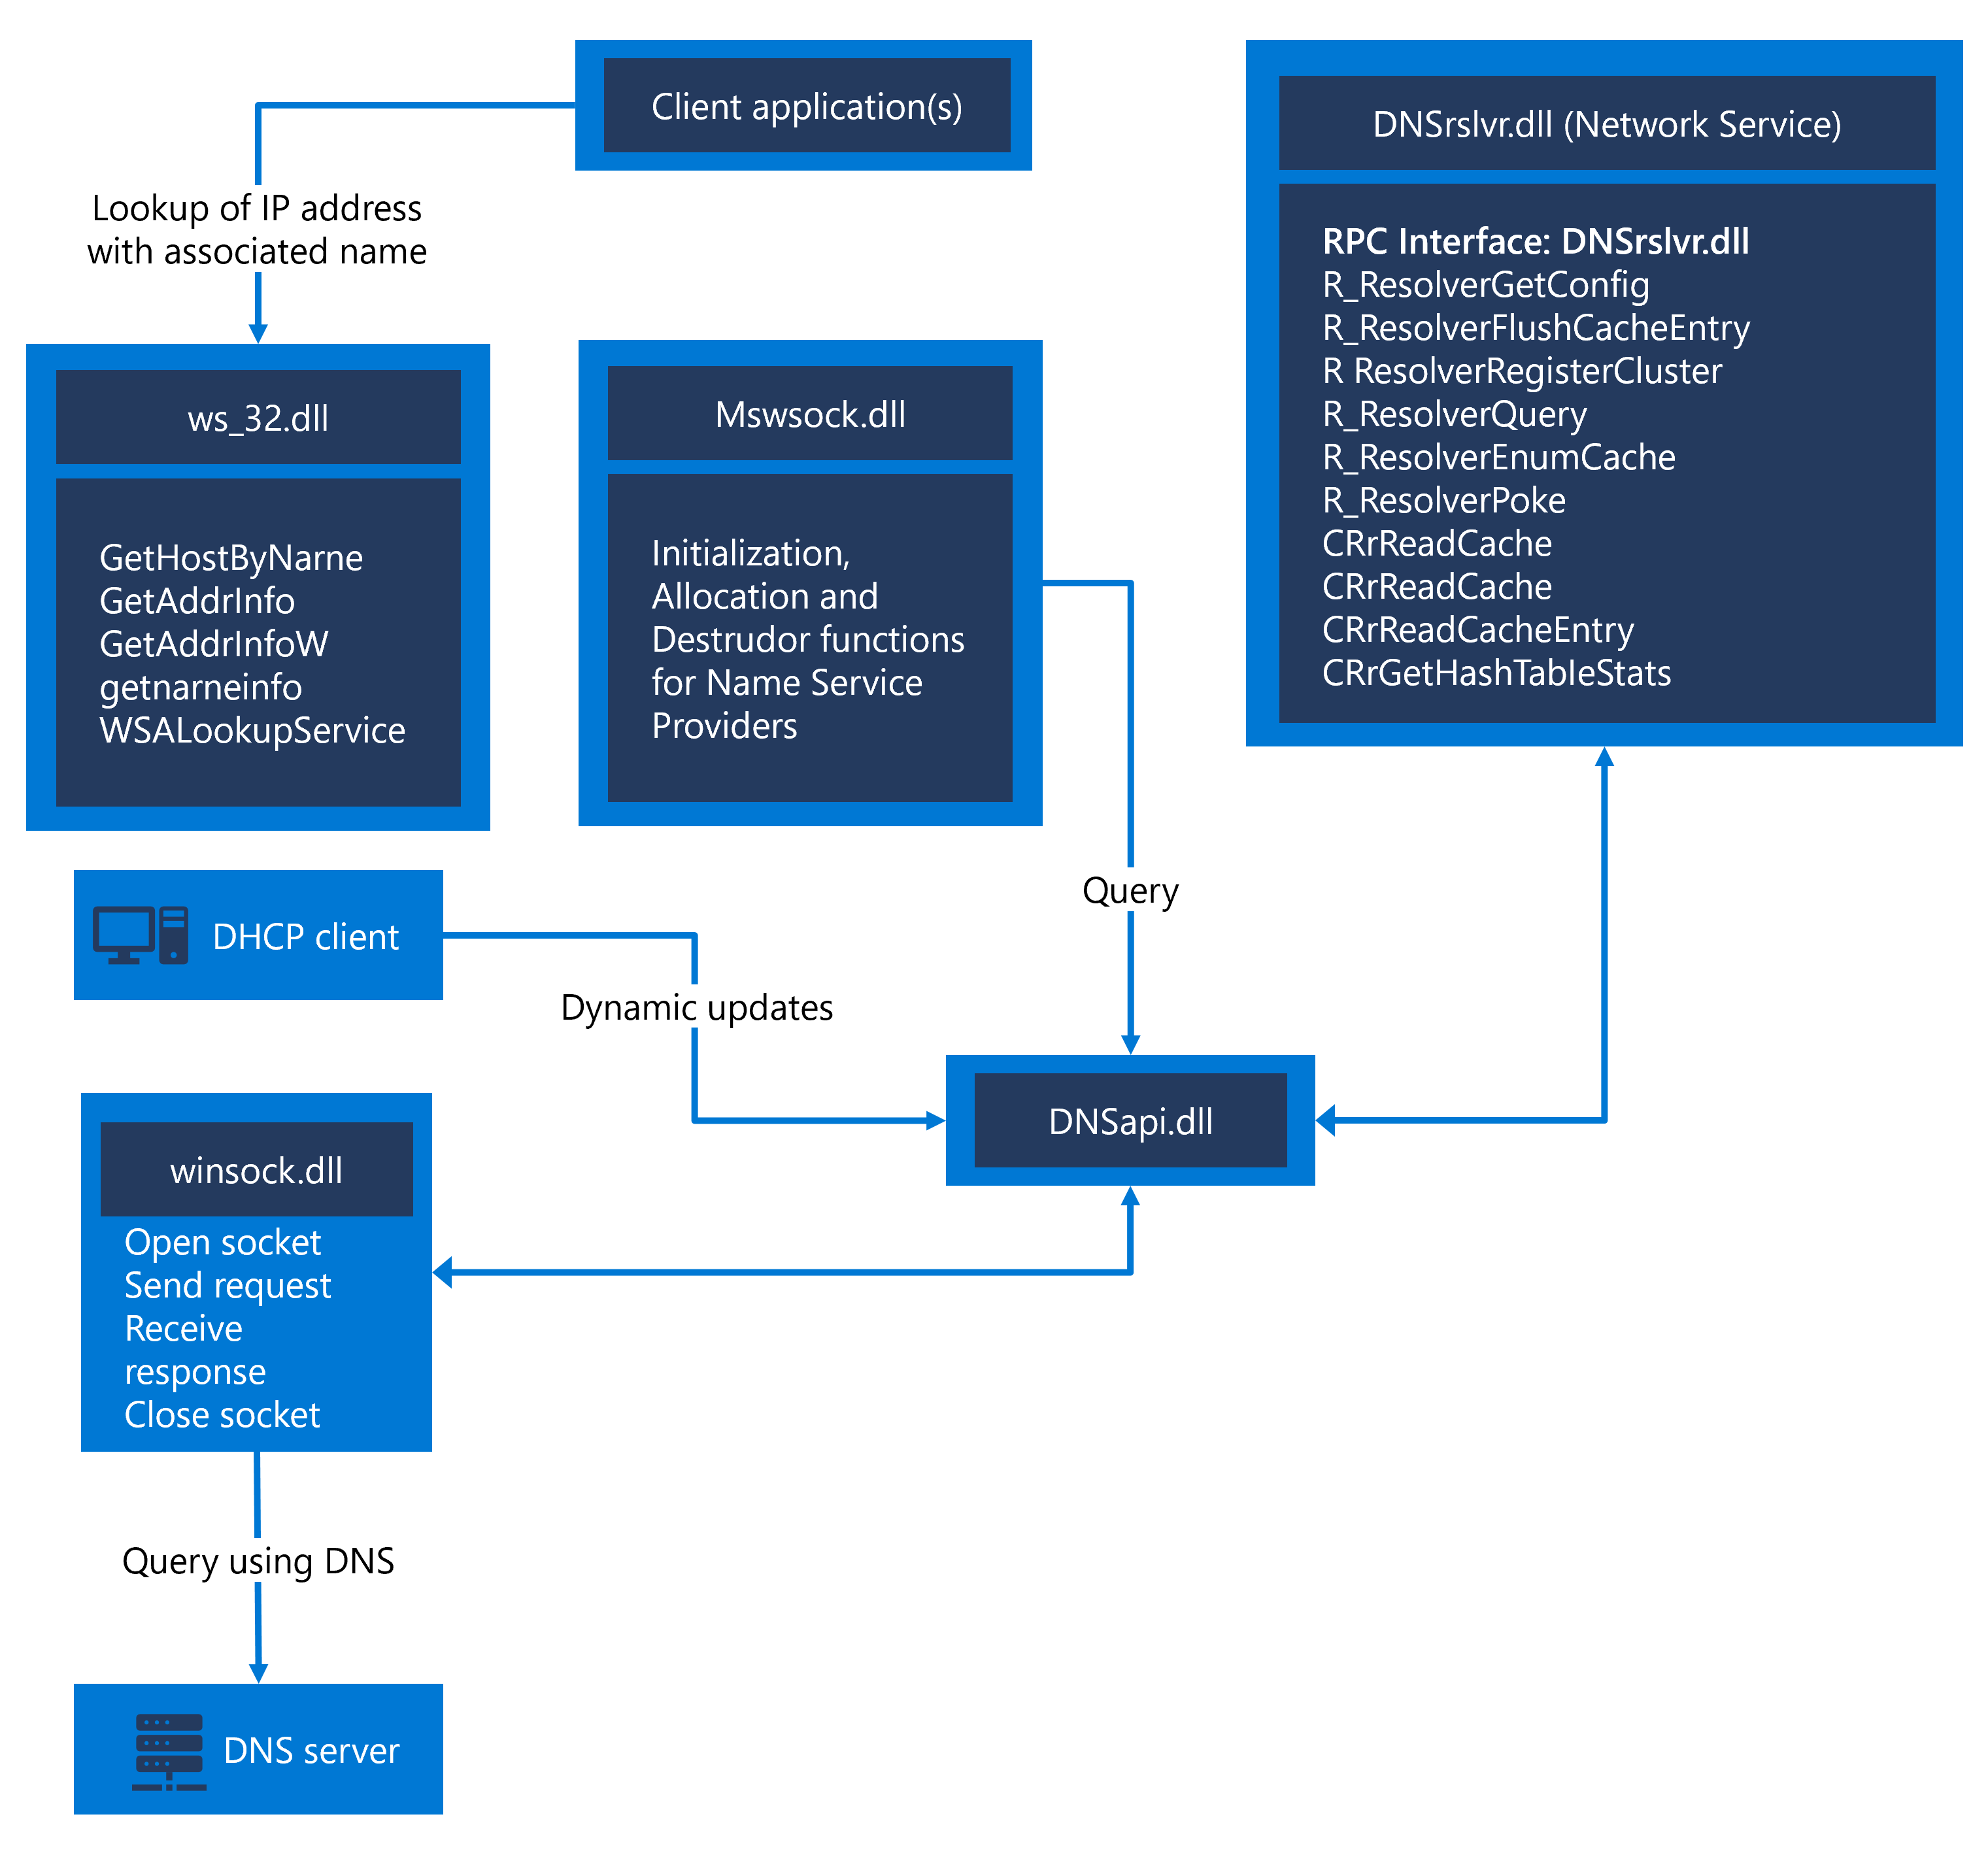 Client application(s)
Lookup of IP address
with associated name
ws_32.dll
GetHostByNarne
GetAddrInfo
GetAddrInfoW
getnarneinfo
WSALookupService
Mswsock.dll
Initialization,
Allocation and
Destrudor functions
for Name Service
Providers
DNSrslvr.dll (Network Service)
RPC Interface: DNSrslvr.dll
R_ResolverGetConfig
R_ResolverFlushCacheEntry
R ResolverRegisterCluster
R_ResolverQuery
R_ResolverEnumCache
R_ResolverPoke
CRrReadCache
CRrReadCache
CRrReadCacheEntry
CRrGetHashTableStats
Query
DHCP client
Dynamic updates
DNSapi.dll
winsock.dll
Open socket
Send request
Receive
response
Close socket
Query using DNS
DNS server